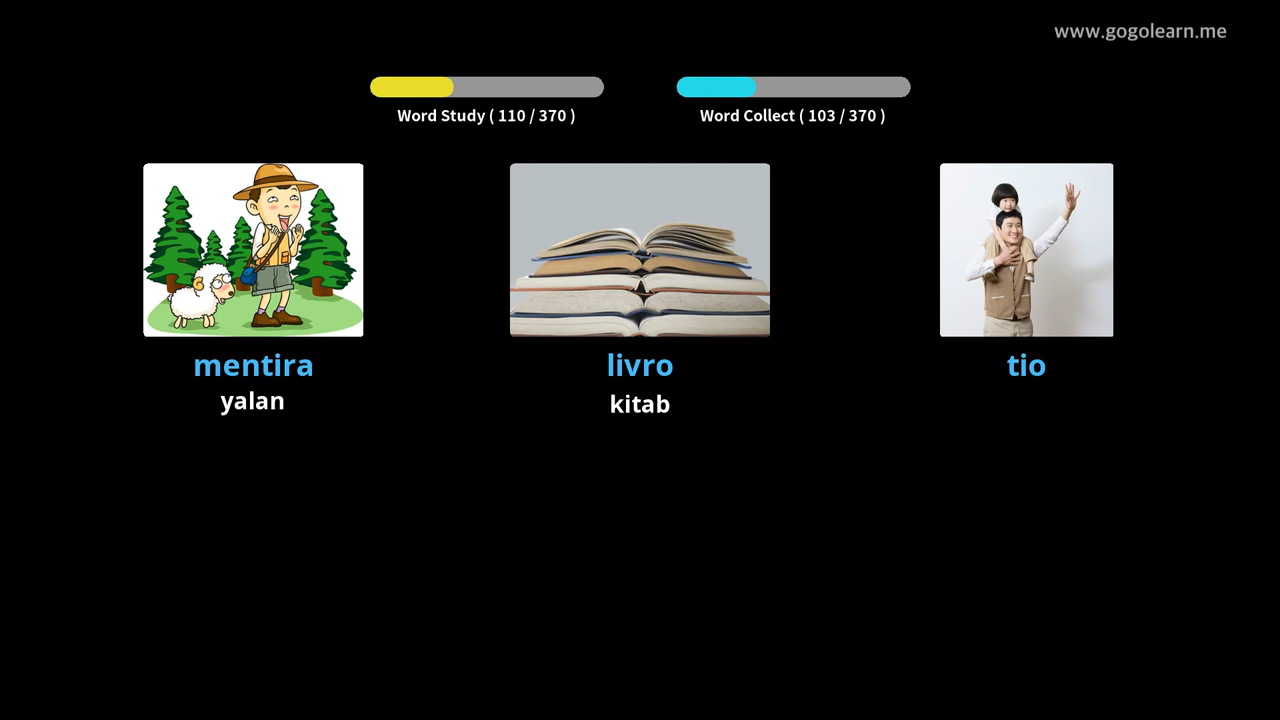 www.gogolearn.me
Word Study ( 110 / 370 )
Word Collect ( 103 / 370 )
mentira
yalan
livro
kitab
tio